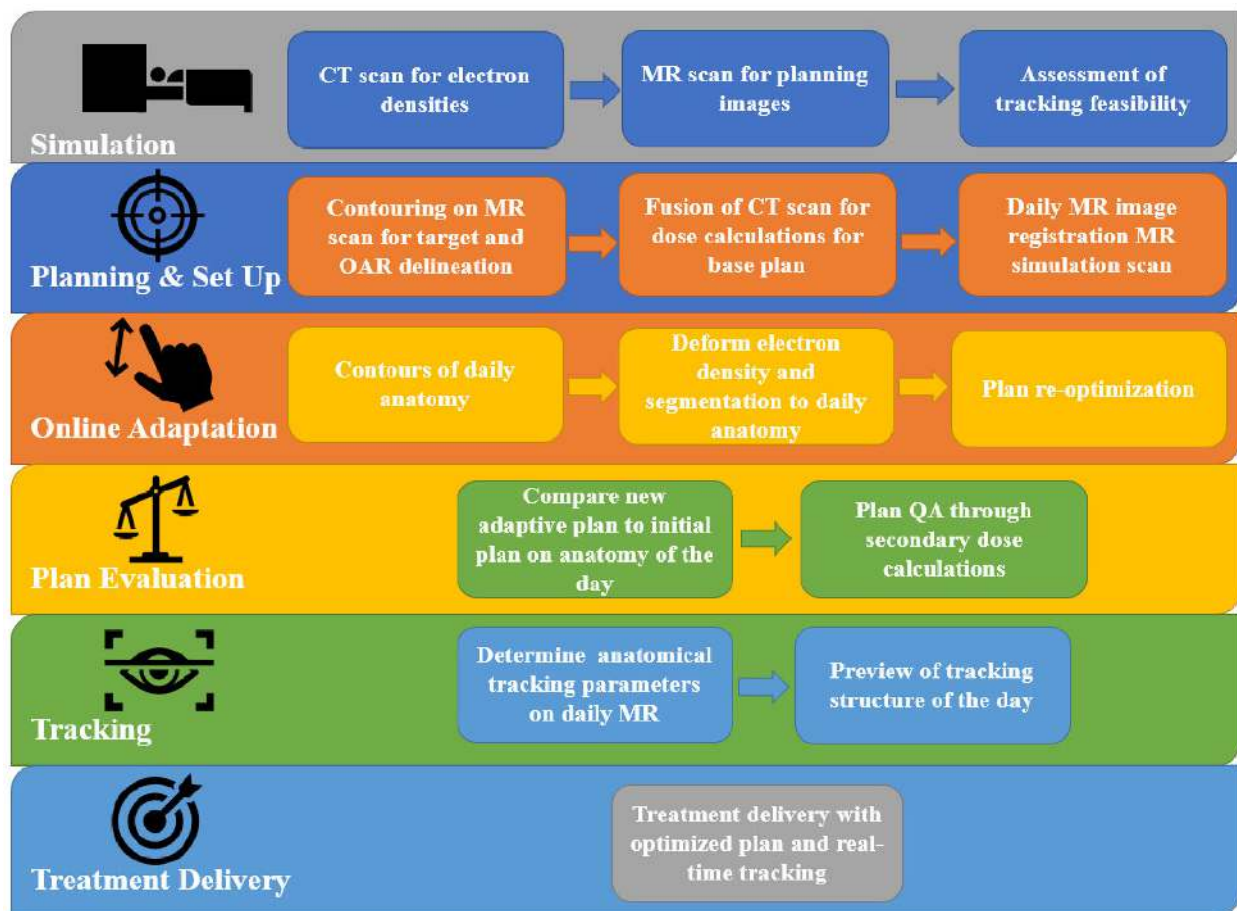 CT scan for electron
densities
MR scan for planning
images
Assessment of
tracking feasibility
Simulation
Contouring on MR
scan for target and
OAR delineation
Fusion of CT scan for
dose calculations for
base plan
Daily MR image
registration MR
simulation scan
Planning & Set Up
Contours of daily
anatomy
Deform electron
density and
segmentation to daily
anatomy
Plan re-optimization
Online Adaptation
Compare new
adaptive plan to initial
plan on anatomy of the
day
Plan QA through
secondary dose
calculations
Plan Evaluation
Determine anatomical
tracking parameters
on daily MR
Preview of tracking
structure of the day
Tracking
Treatment delivery with
optimized plan and real-
time tracking
Treatment Delivery